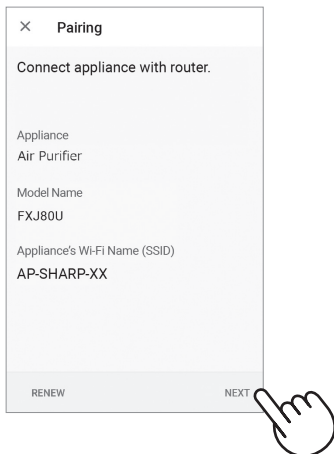 Pairing
Connect appliance with router.
Appliance
Air Purifier
Model Name
FXJ80U
Appliance's Wi-Fi Name (SSID)
AP-SHARP-XX
RENEW NEXT